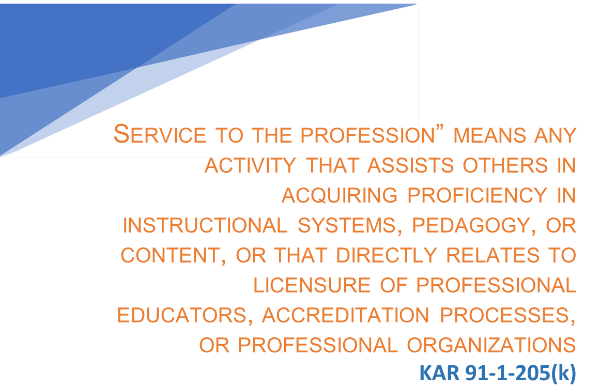 SERVICE TO THE PROFESSION” MEANS ANY
ACTIVITY THAT ASSISTS OTHERS IN
ACQUIRING PROFICIENCY IN
INSTRUCTIONAL SYSTEMS, PEDAGOGY, OR
CONTENT, OR THAT DIRECTLY RELATES TO
LICENSURE OF PROFESSIONAL
EDUCATORS, ACCREDITATION PROCESSES,
OR PROFESSIONAL ORGANIZATIONS
KAR 91-1-205(k)